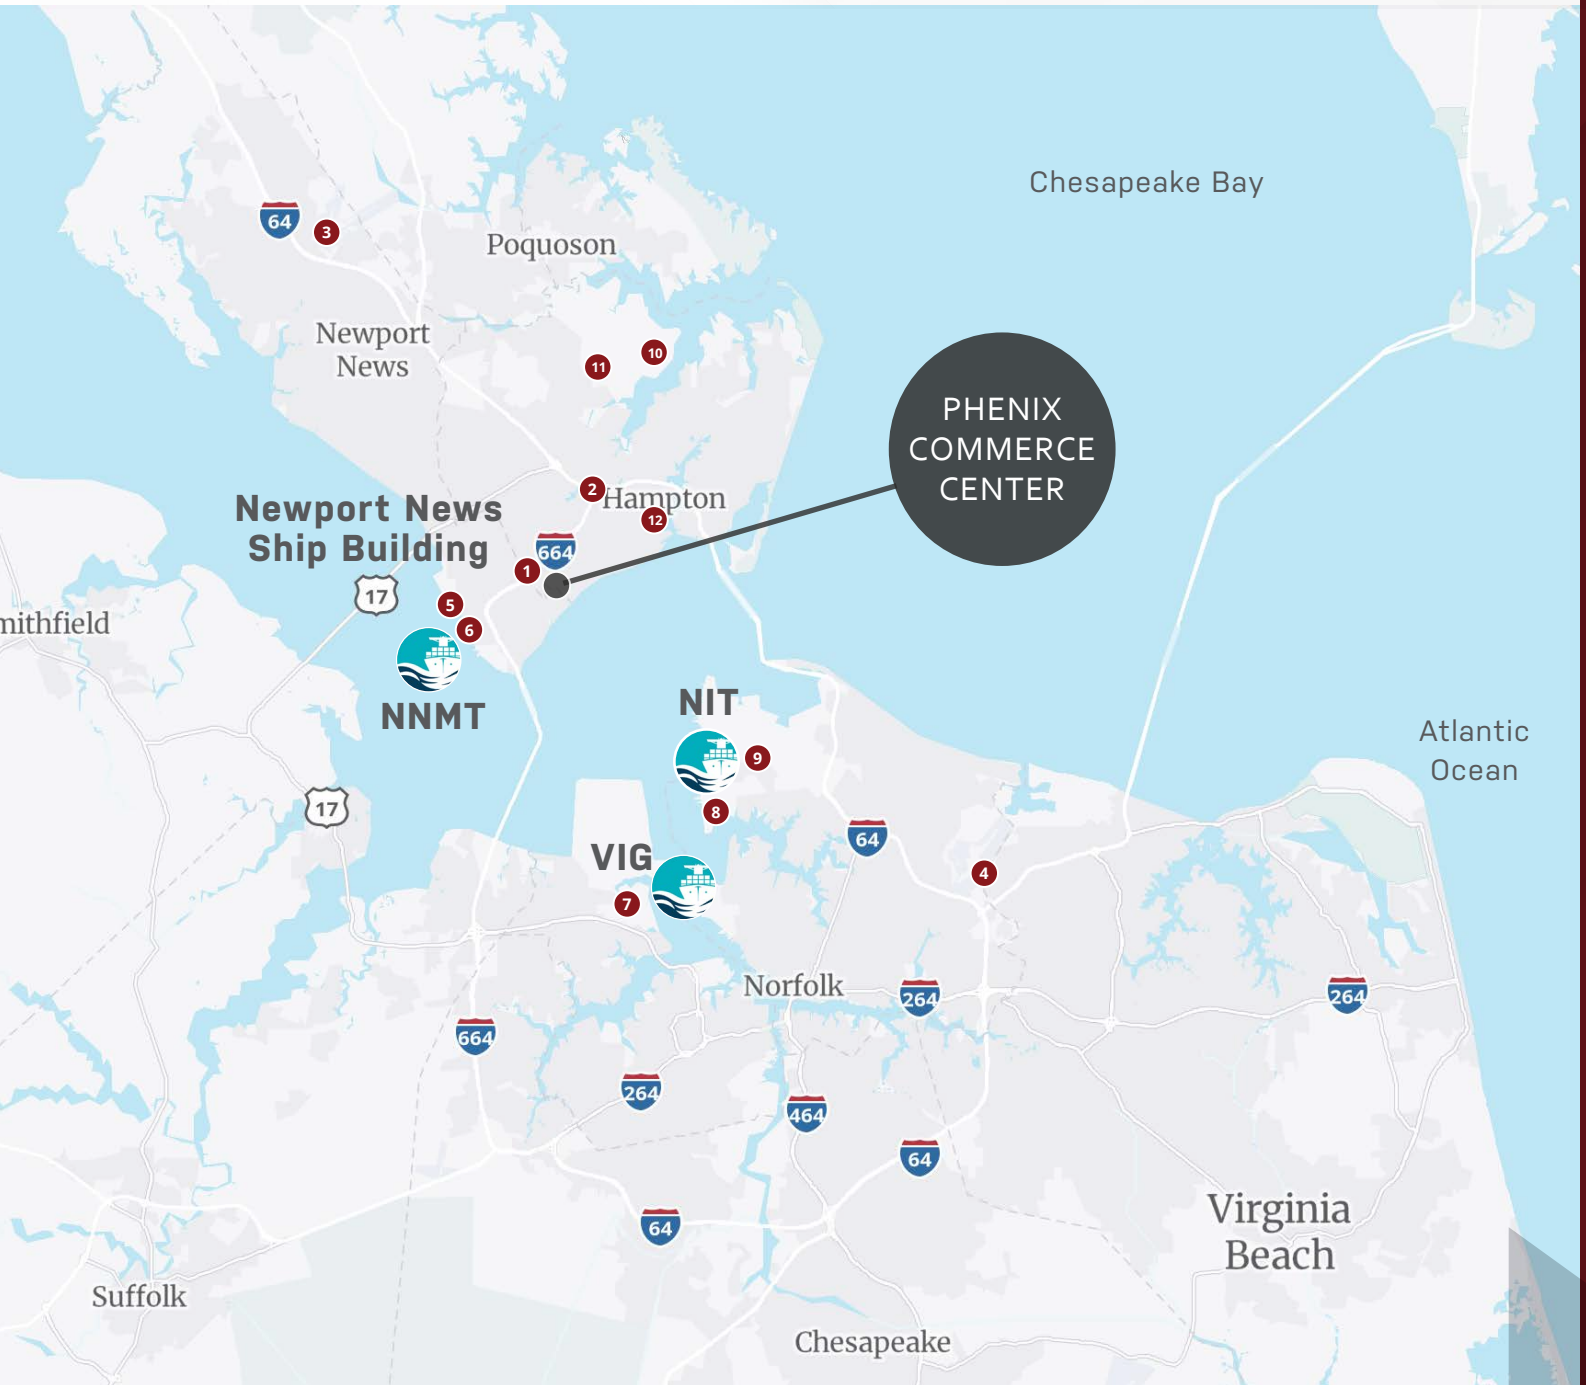 Chesapeake Bay
64
3
Poquoson
Newport
News
10
11
PHENIX
COMMERCE
CENTER
2
Hampton
12
Newport News
Ship Building
664
1
17
5
6
mithfield
NNMT
NIT
9
8
Atlantic
Ocean
17
64
VIG
7
4
Norfolk
264
264
664
264
464
64
64
Virginia
Beach
Suffolk
Chesapeake